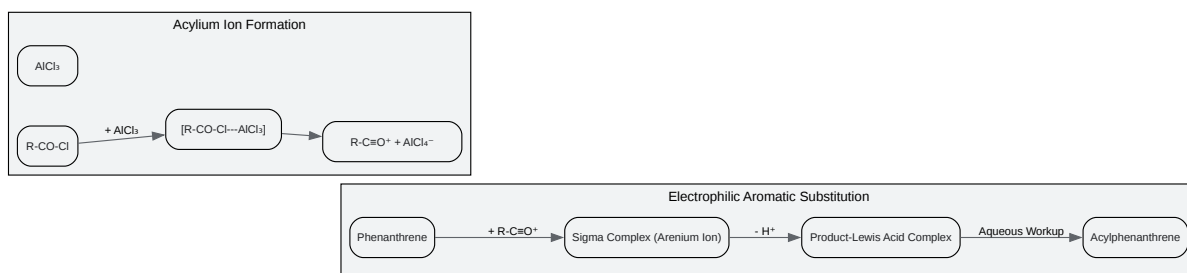 Acylium Ion Formation
AlCl₃
R-CO-Cl
+ AlCl₃
[R-CO-Cl---AlCl₃]
R-C≡O⁺ + AlCl₄⁻
Electrophilic Aromatic Substitution
Phenanthrene
+ R-C≡O⁺
Sigma Complex (Arenium Ion)
- H⁺
Product-Lewis Acid Complex
Aqueous Workup
Acylphenanthrene